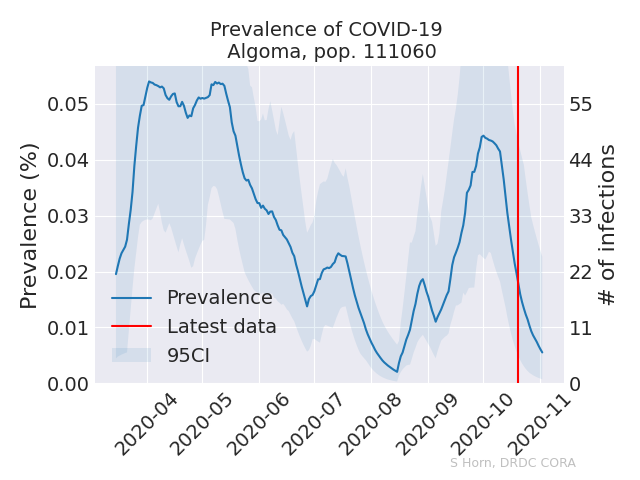 Prevalence of COVID-19
Algoma, pop. 111060
Prevalence (%)
0.05
0.04
0.03
0.02
0.01
0.00
55
44
33
22
11
0
# of infections
Prevalence
Latest data
95CI
2020-04
2020-05
2020-06
2020-07
2020-08
2020-09
2020-10
2020-11
S Horn, DRDC CORA